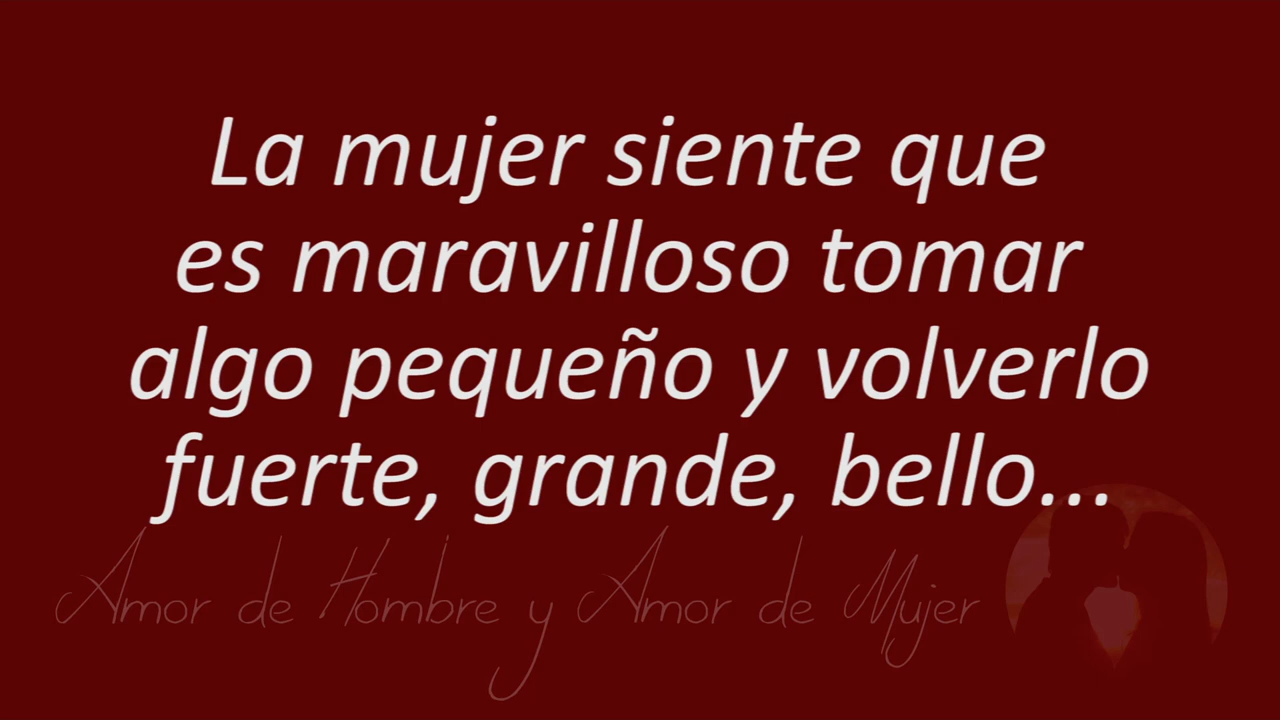 La mujer siente que
es maravilloso tomar
algo pequeño y volverlo
fuerte, grande, bello...
Amor de Hombre y Amor de Mujer